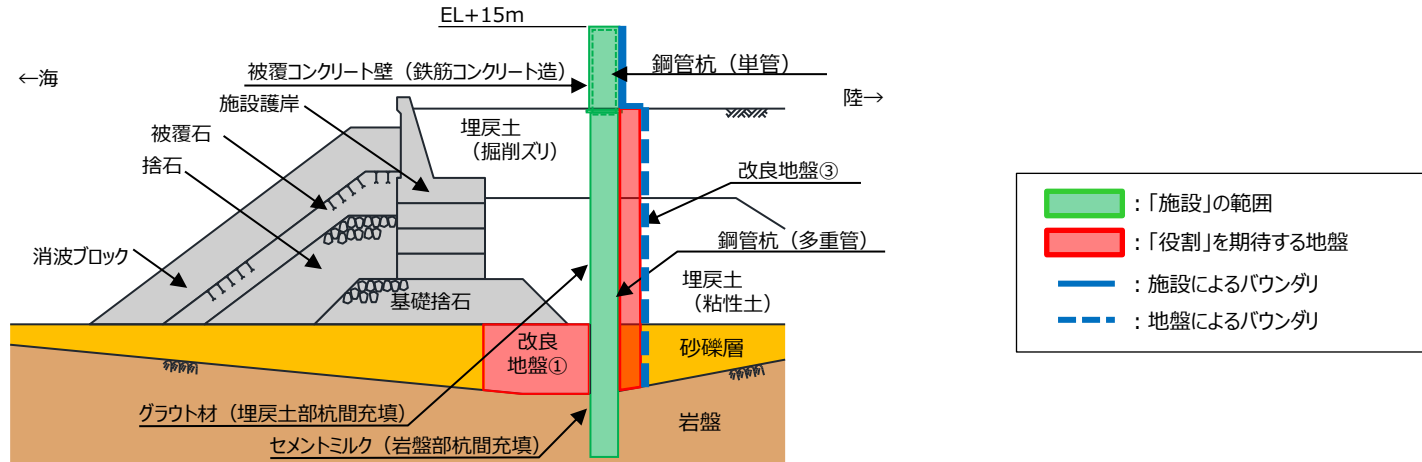 EL+15m
←海
被覆コンクリート壁（鉄筋コンクリート造）
鋼管杭（単管）
陸→
施設護岸
被覆石
捨石
埋戻土
（掘削ズリ）
改良地盤③
鋼管杭（多重管）
消波ブロック
埋戻土
（粘性土）
基礎捨石
改良
地盤①
砂礫層
グラウト材（埋戻土部杭間充填）
岩盤
セメントミルク（岩盤部杭間充填）
：「施設」の範囲
：「役割」を期待する地盤
：施設によるバウンダリ
：地盤によるバウンダリ